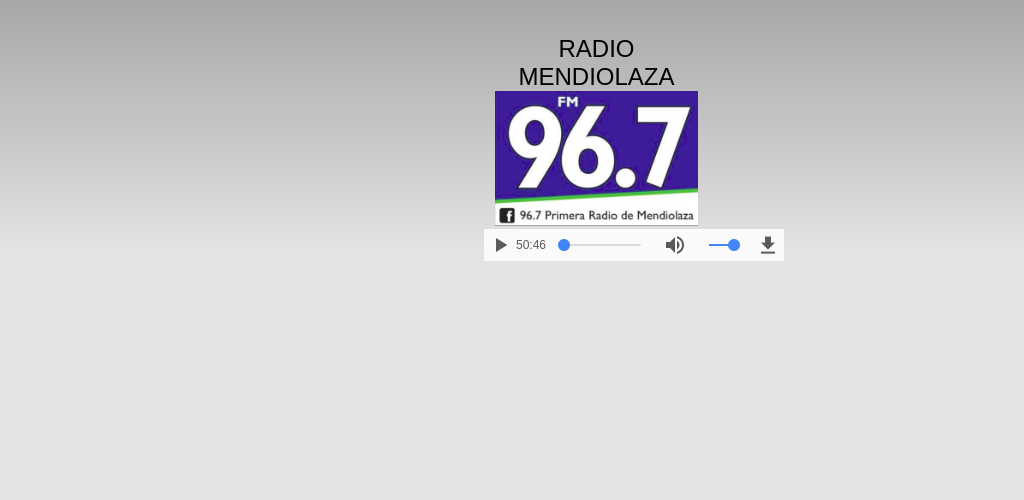 RADIO
MENDIOLAZA
FM
96.7
f 96.7 Primera Radio de Mendiolaza
50:46